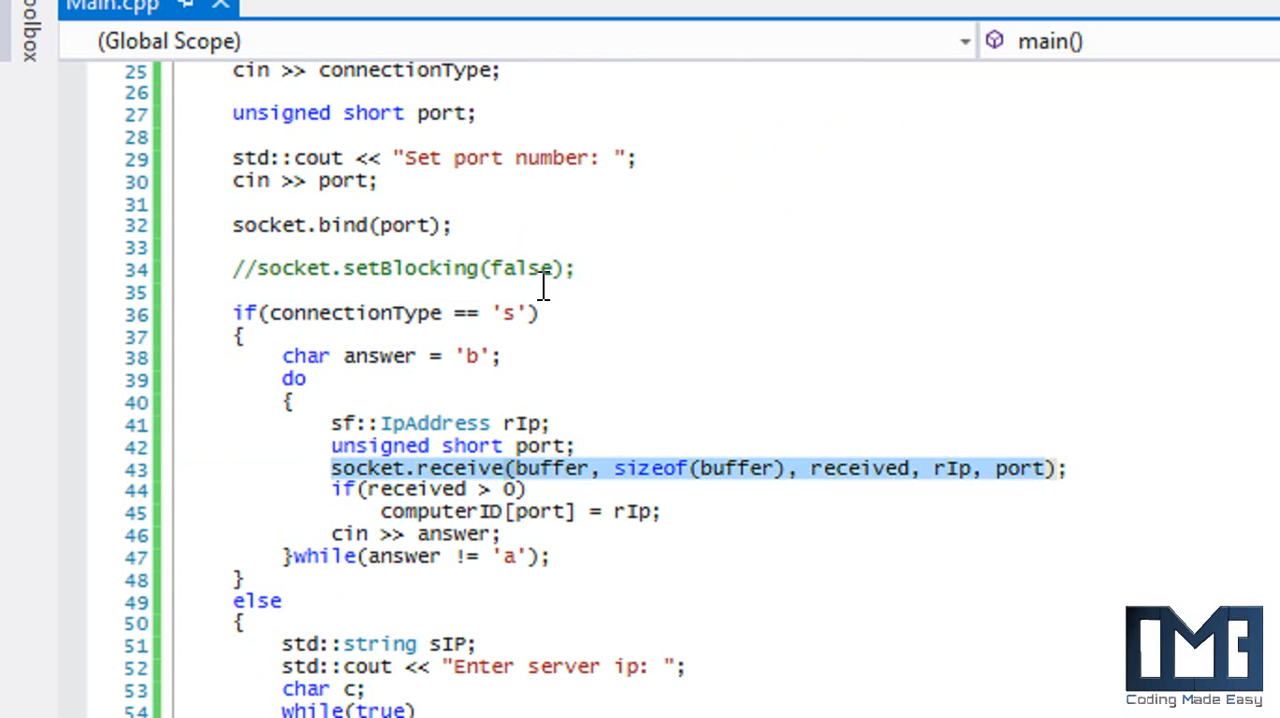 Main.cpp
oolbox
(Global Scope)
main()
25 cin >> connectionType;
26
27 unsigned short port;
28
29 std::cout << "Set port number: ";
30 cin >> port;
31
32 socket.bind(port);
33
34 //socket.setBlocking(false);
35
36 if(connectionType == 's')
37 {
38 char answer = 'b';
39 do
40 {
41 sf::IpAddress rIp;
42 unsigned short port;
43 socket.receive(buffer, sizeof(buffer), received, rIp, port);
44 if(received > 0)
45 computerID[port] = rIp;
46 cin >> answer;
47 }while(answer != 'a');
48 }
49 else
50 {
51 std::string sIP;
52 std::cout << "Enter server ip: ";
53 char c;
54 while(true)
CME
Coding Made Easy